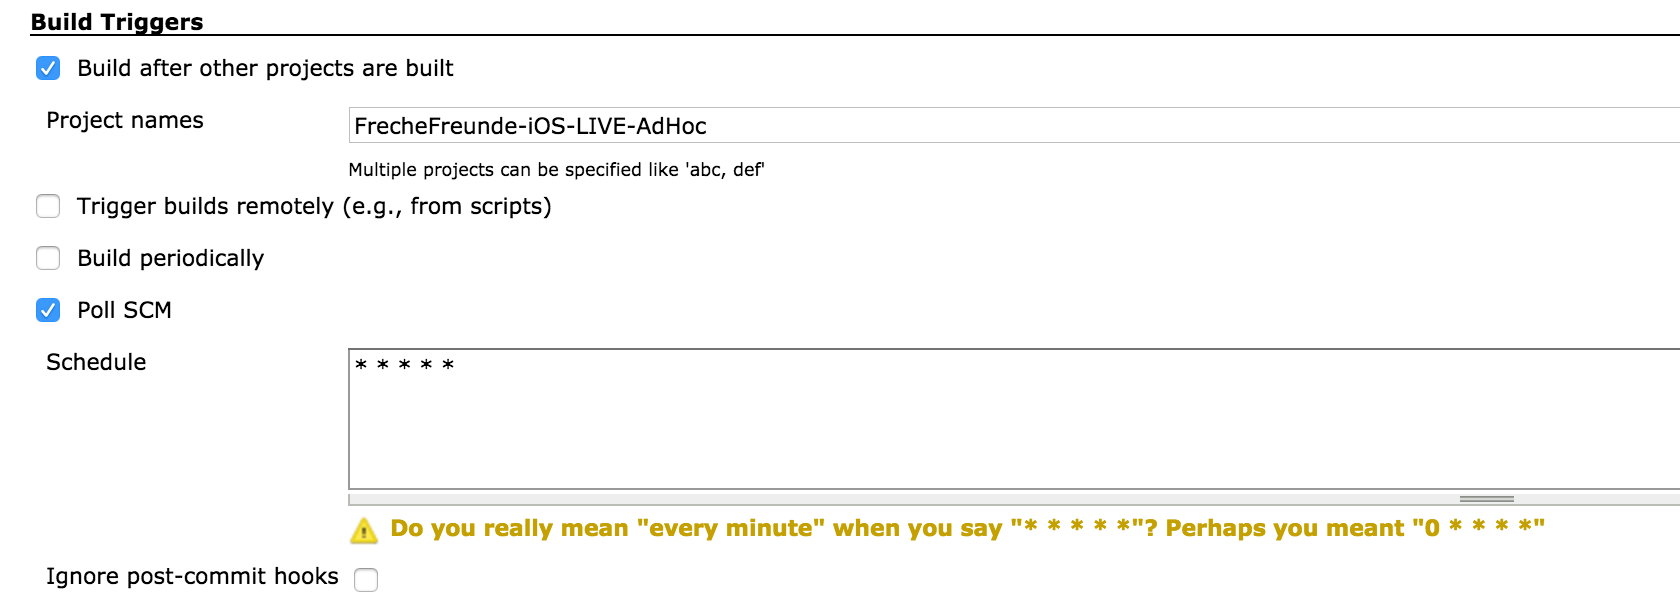 Build Triggers
Build after other projects are built
Project names
FrecheFreunde-iOS-LIVE-AdHoc
Multiple projects can be specified like 'abc, def'
Trigger builds remotely (e.g., from scripts)
Build periodically
Poll SCM
Schedule
* * * * *
Do you really mean "every minute" when you say "* * * * *"? Perhaps you meant "0 * * * *"
Ignore post-commit hooks